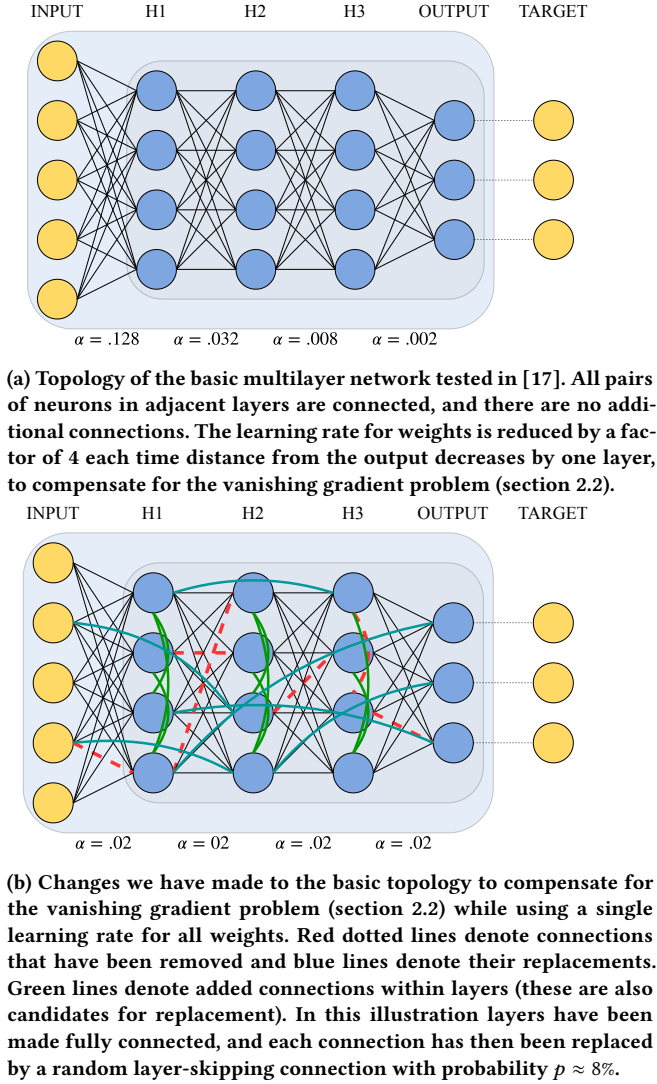 INPUT H1 H2 H3 OUTPUT TARGET
α = .128 α = .032 α = .008 α = .002
(a) Topology of the basic multilayer network tested in [17]. All pairs
of neurons in adjacent layers are connected, and there are no addi-
tional connections. The learning rate for weights is reduced by a fac-
tor of 4 each time distance from the output decreases by one layer,
to compensate for the vanishing gradient problem (section 2.2).
INPUT H1 H2 H3 OUTPUT TARGET
α = .02 α = 02 α = .02 α = .02
(b) Changes we have made to the basic topology to compensate for
the vanishing gradient problem (section 2.2) while using a single
learning rate for all weights. Red dotted lines denote connections
that have been removed and blue lines denote their replacements.
Green lines denote added connections within layers (these are also
candidates for replacement). In this illustration layers have been
made fully connected, and each connection has then been replaced
by a random layer-skipping connection with probability p ≈ 8%.